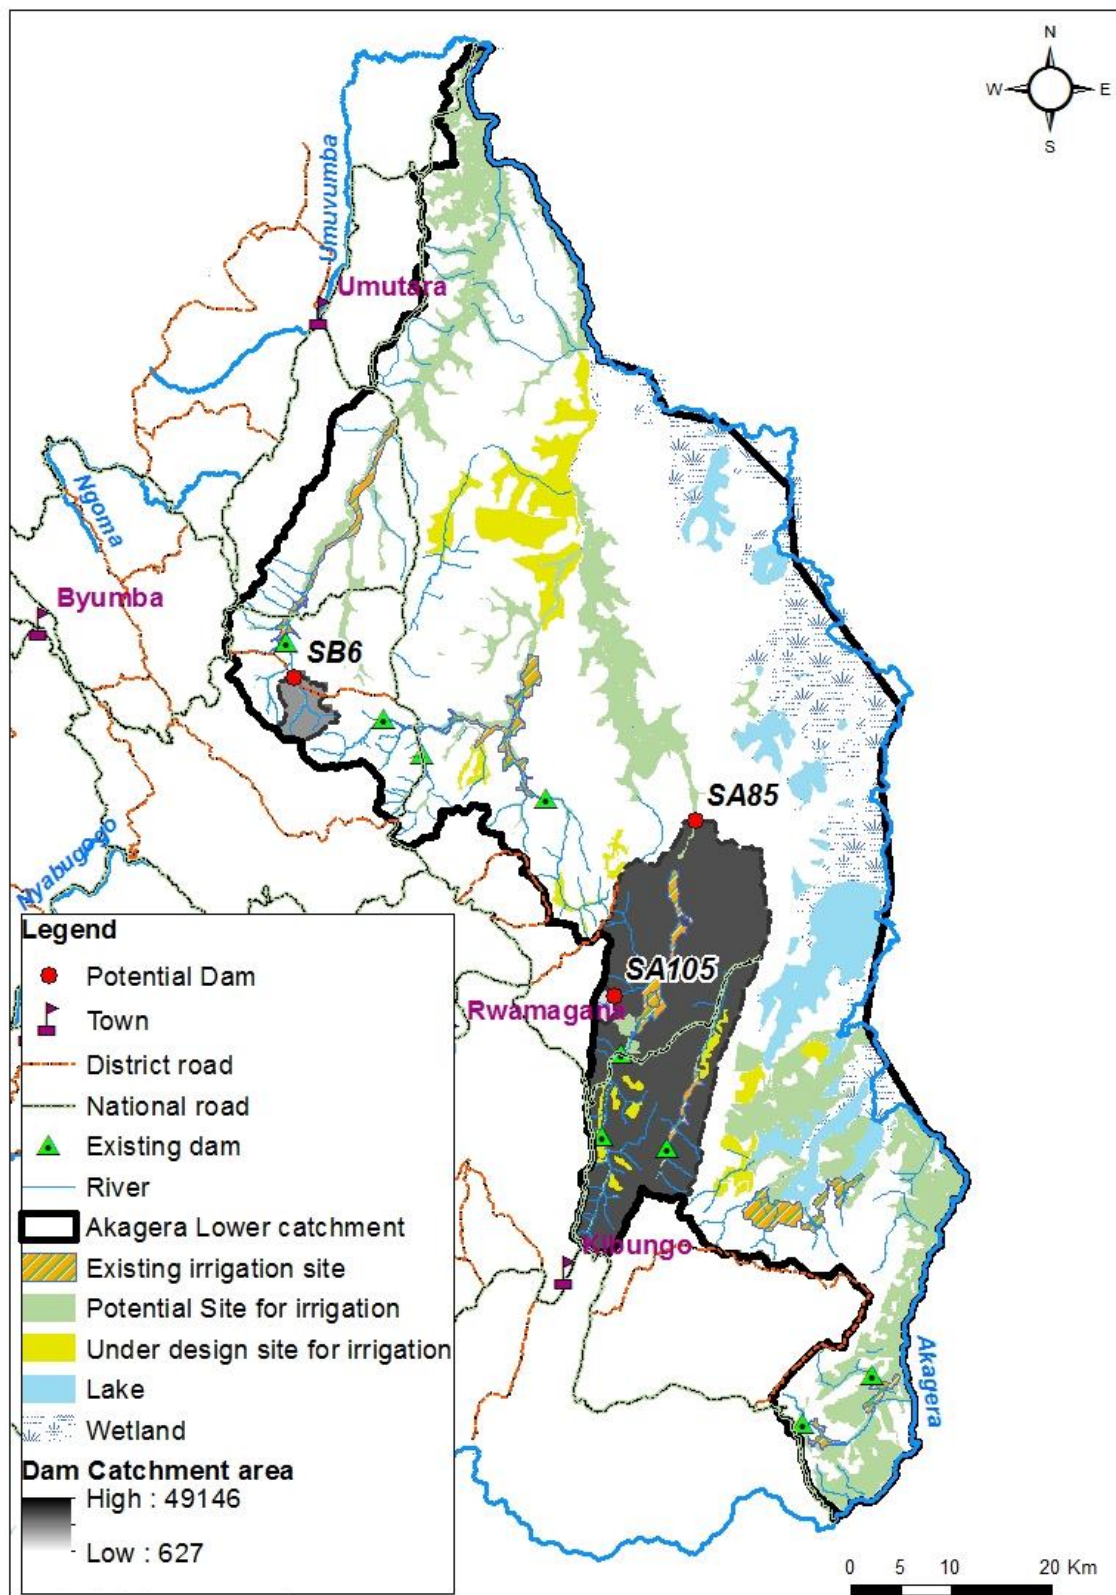 N
W E
S
Umuvumba
Umutara
Ngoma
Byumba
SB6
SA85
Nyabugogo
SA105
Rwamagana
Kibungo
Akagera
Legend
Potential Dam
Town
District road
National road
Existing dam
River
Akagera Lower catchment
Existing irrigation site
Potential Site for irrigation
Under design site for irrigation
Lake
Wetland
Dam Catchment area
High : 49146
Low : 627
0 5 10 20 Km